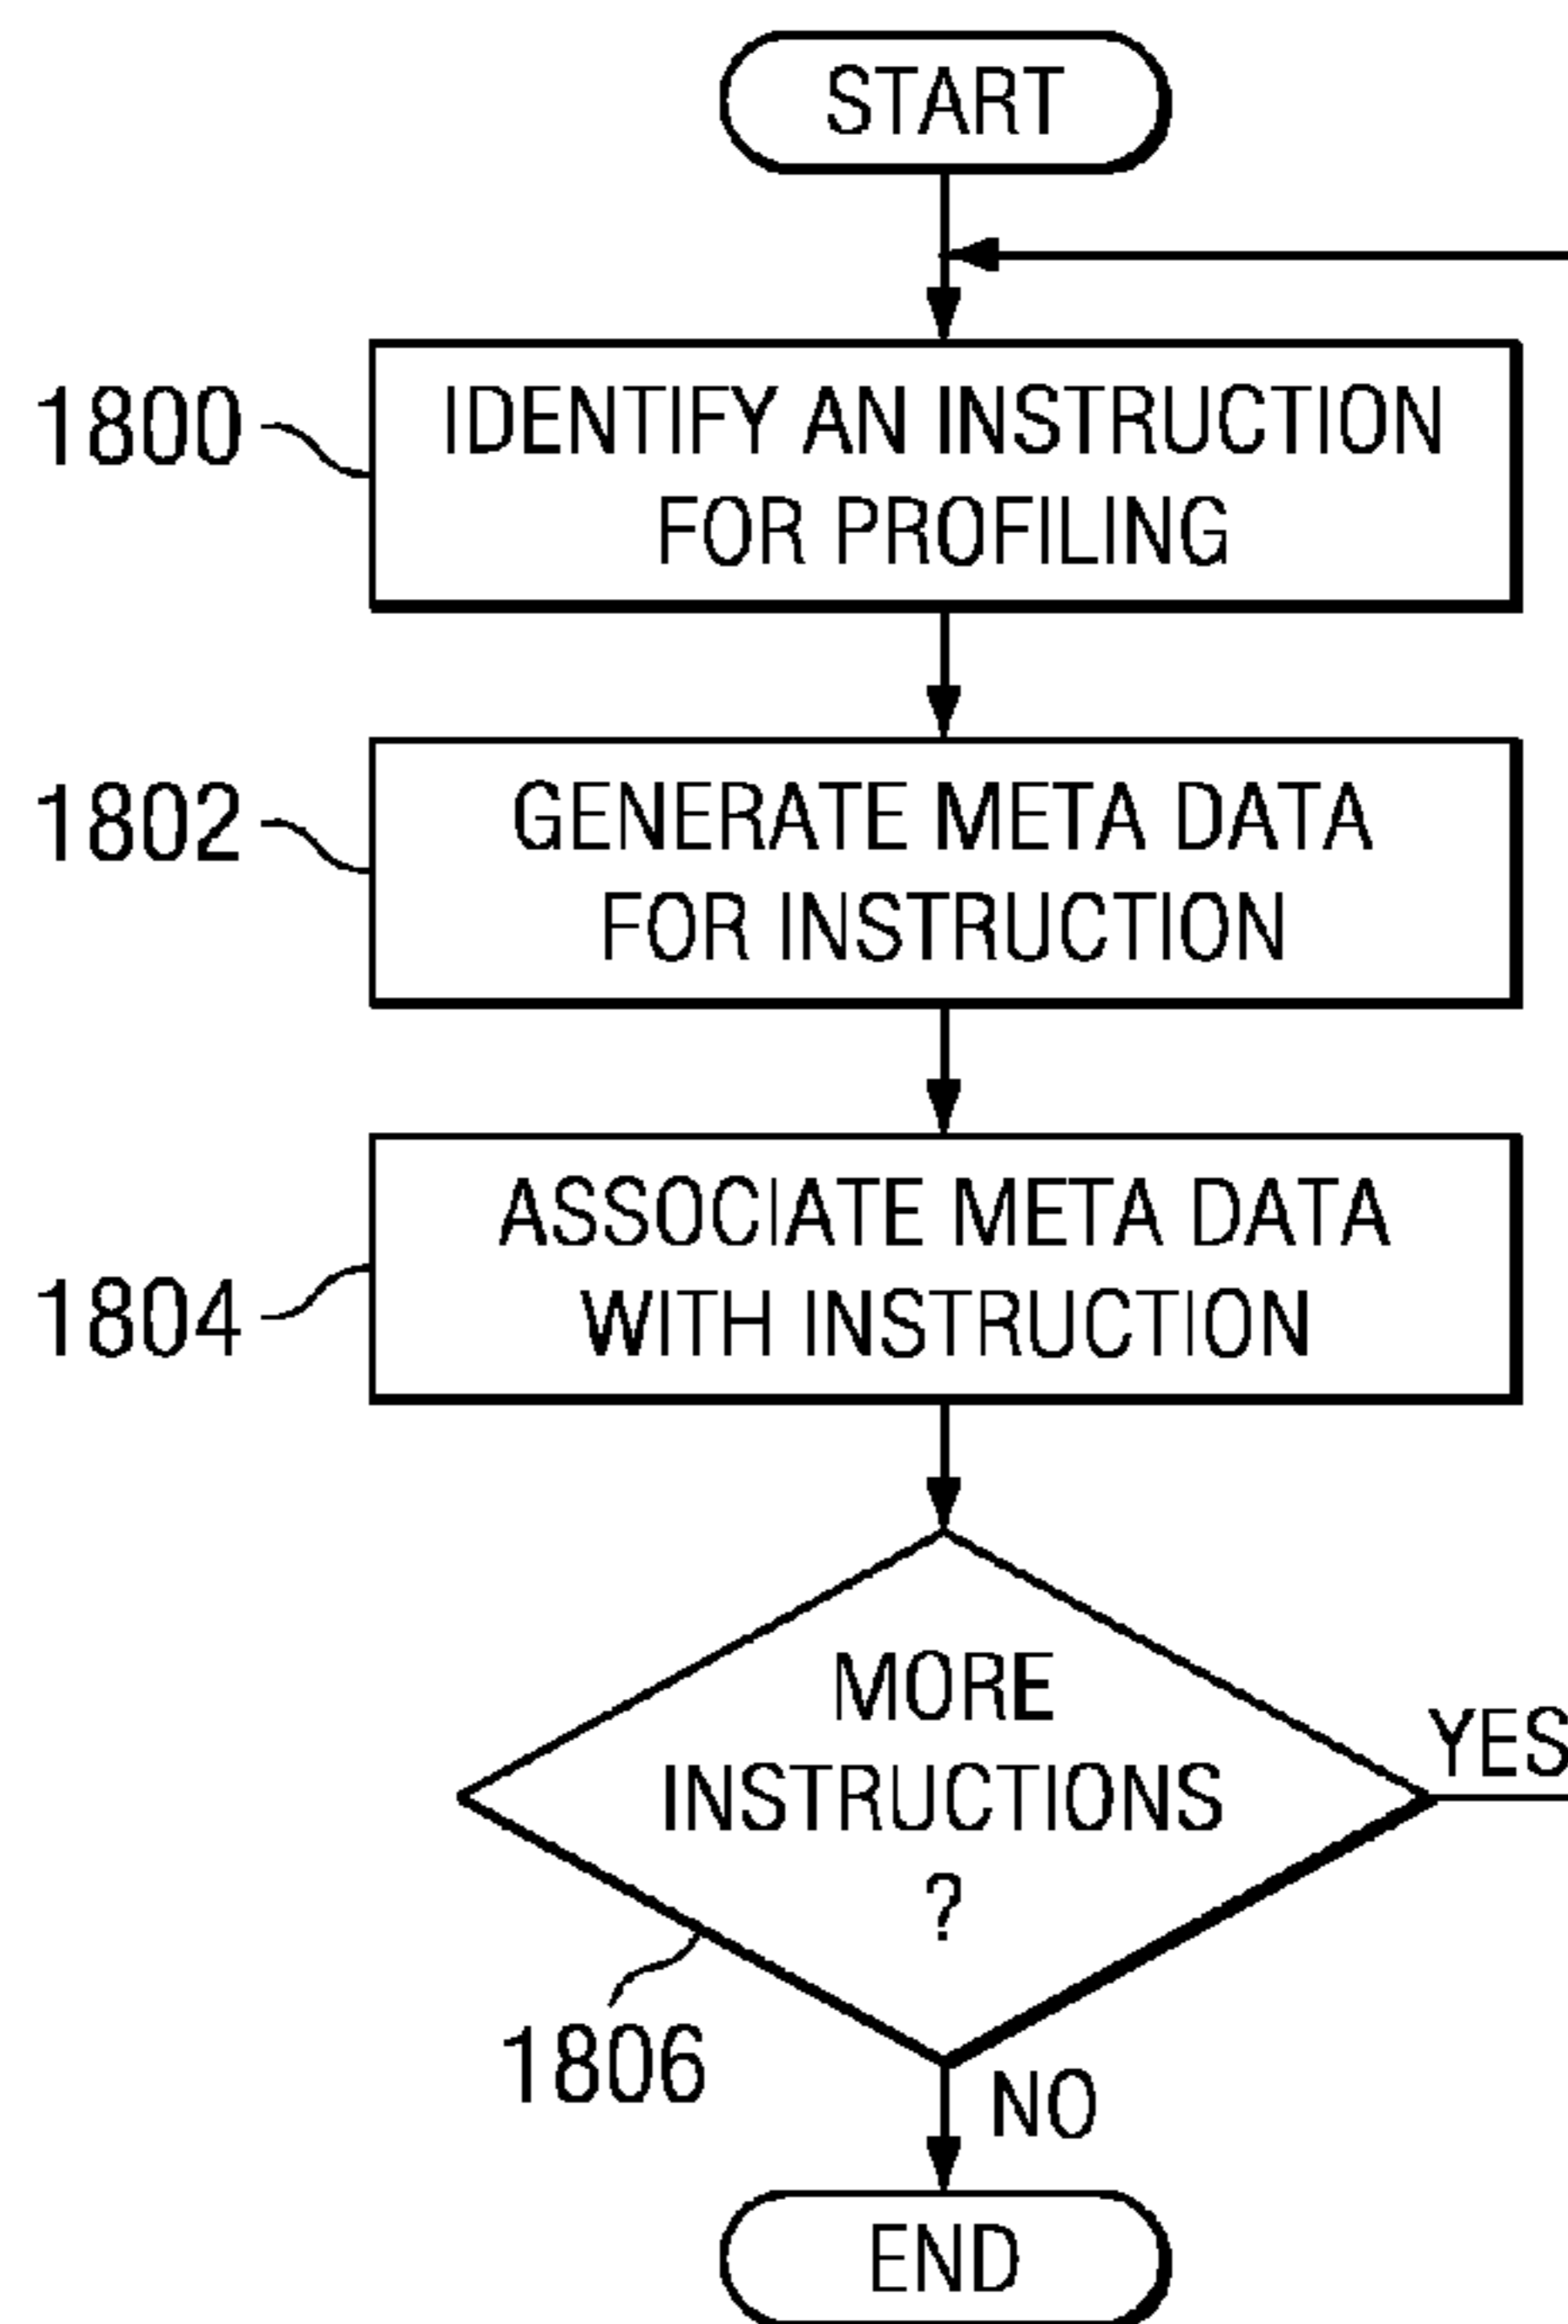 START
1800
IDENTIFY AN INSTRUCTION
FOR PROFILING
1802
GENERATE META DATA
FOR INSTRUCTION
1804
ASSOCIATE META DATA
WITH INSTRUCTION
MORE
INSTRUCTIONS
?
YES
1806
NO
END